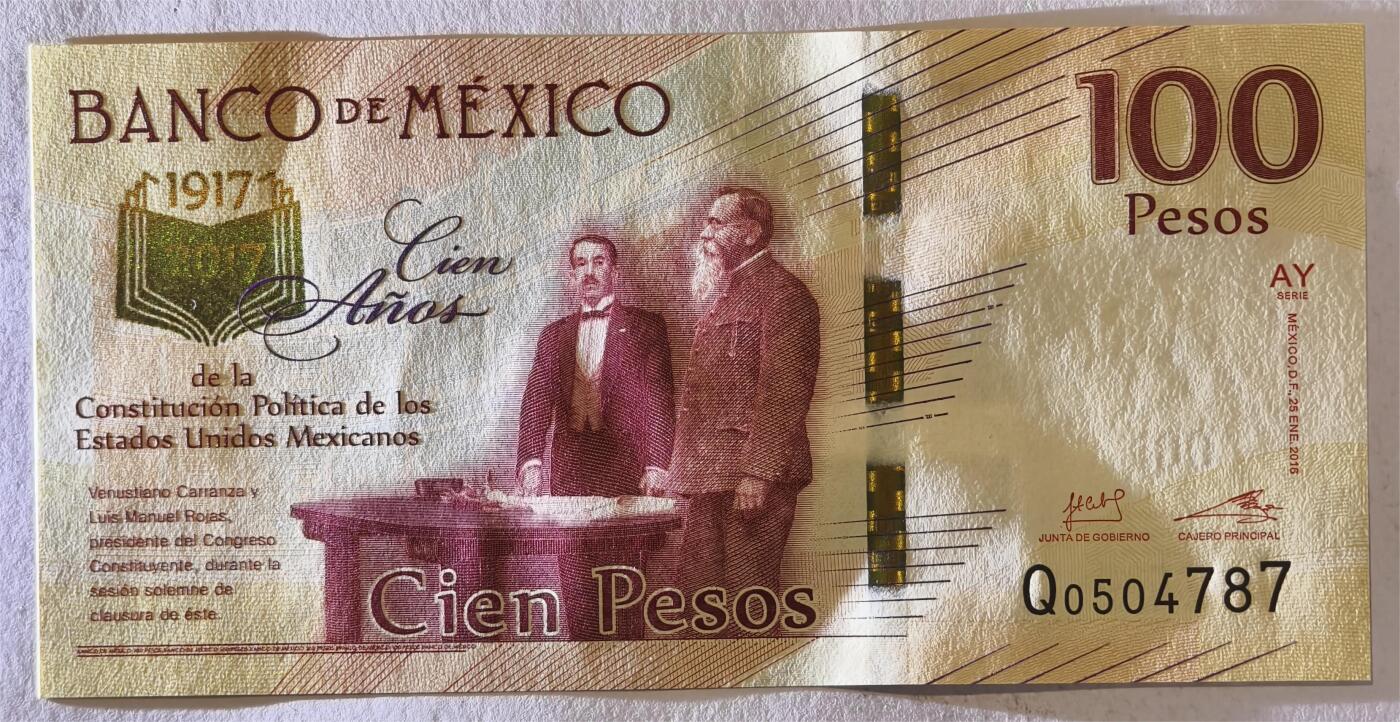 BANCO DE MÉXICO
100
Pesos
1917
2017
Cien
Años
de la
Constitución Política de los
Estados Unidos Mexicanos
AY
SERIE
MÉXICO, D.F., 25 ENE. 2016
Venustiano Carranza y
Luis Manuel Rojas,
presidente del Congreso
Constituyente, durante la
sesión solemne de
clausura de éste.
JUNTA DE GOBIERNO
CAJERO PRINCIPAL
Cien Pesos
Q0504787